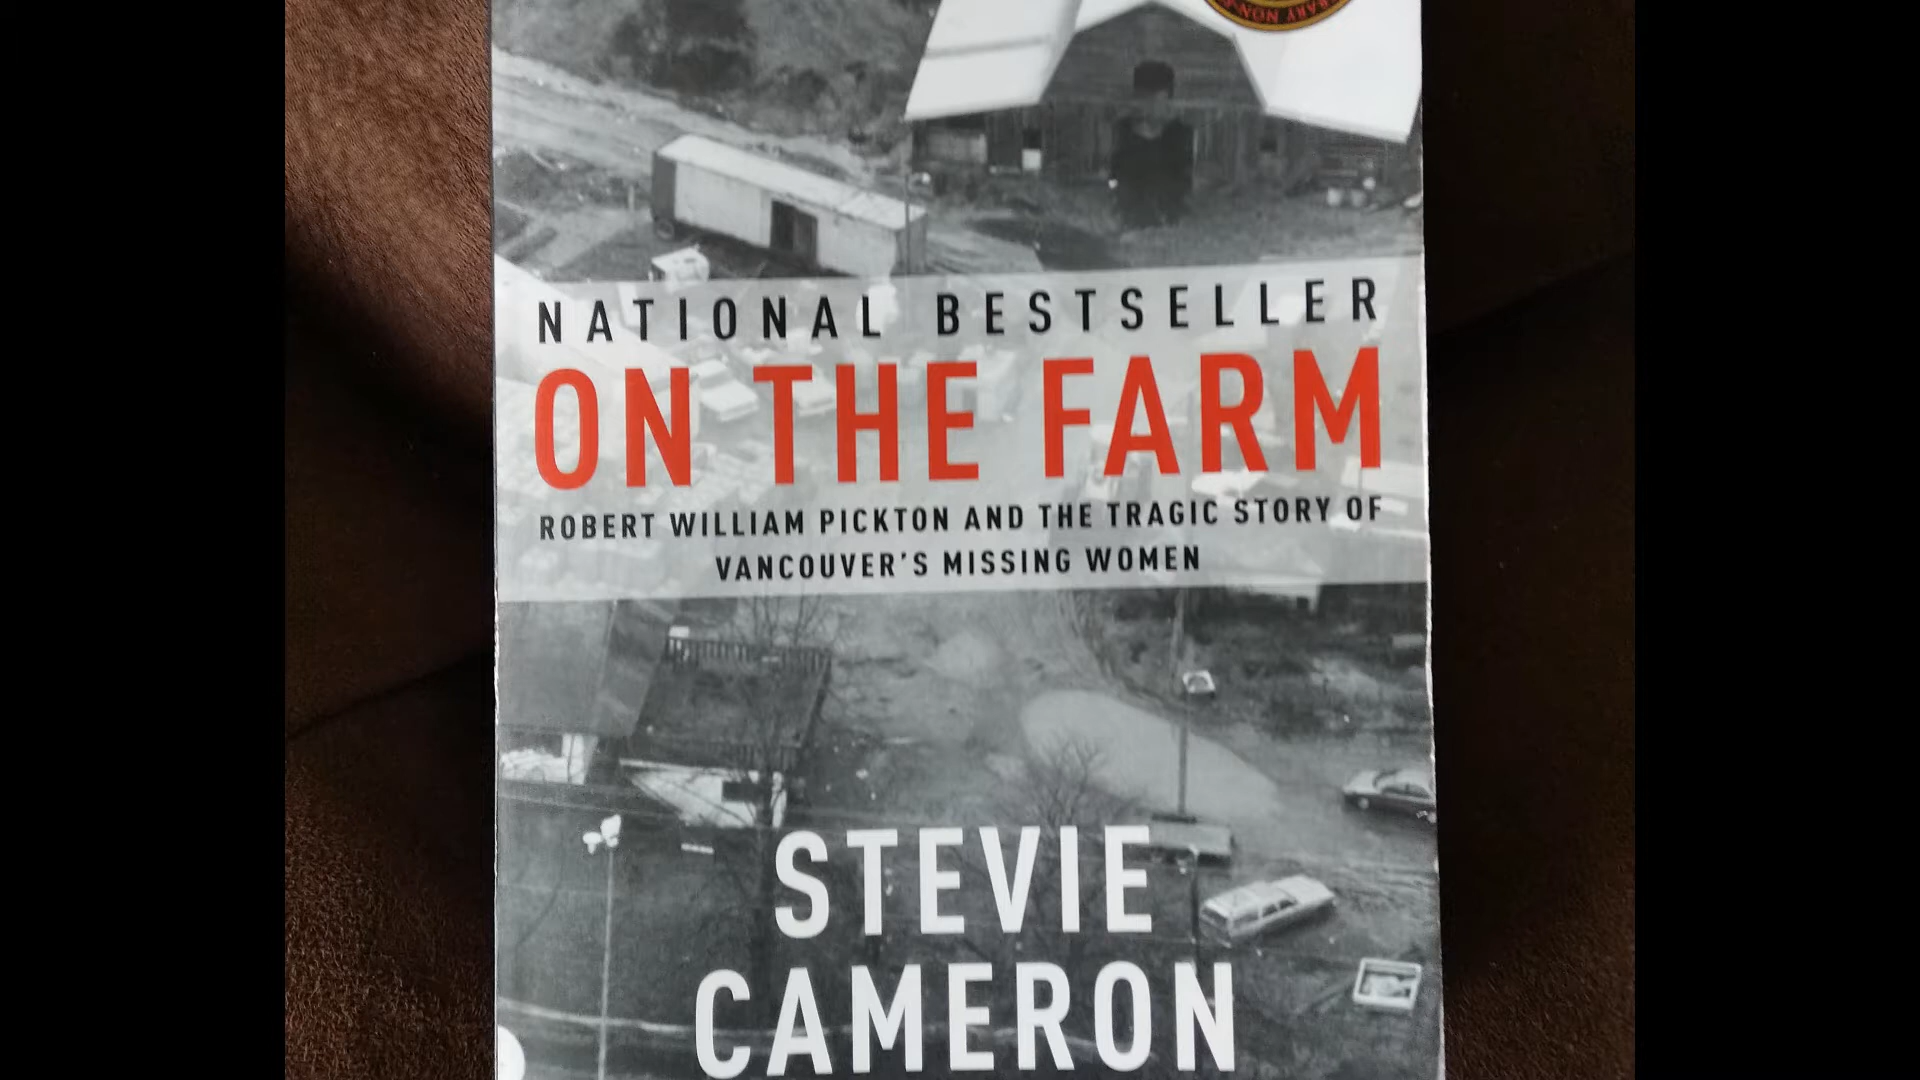 NATIONAL BESTSELLER
ON THE FARM
ROBERT WILLIAM PICKTON AND THE TRAGIC STORY OF
VANCOUVER'S MISSING WOMEN
STEVIE
CAMERON